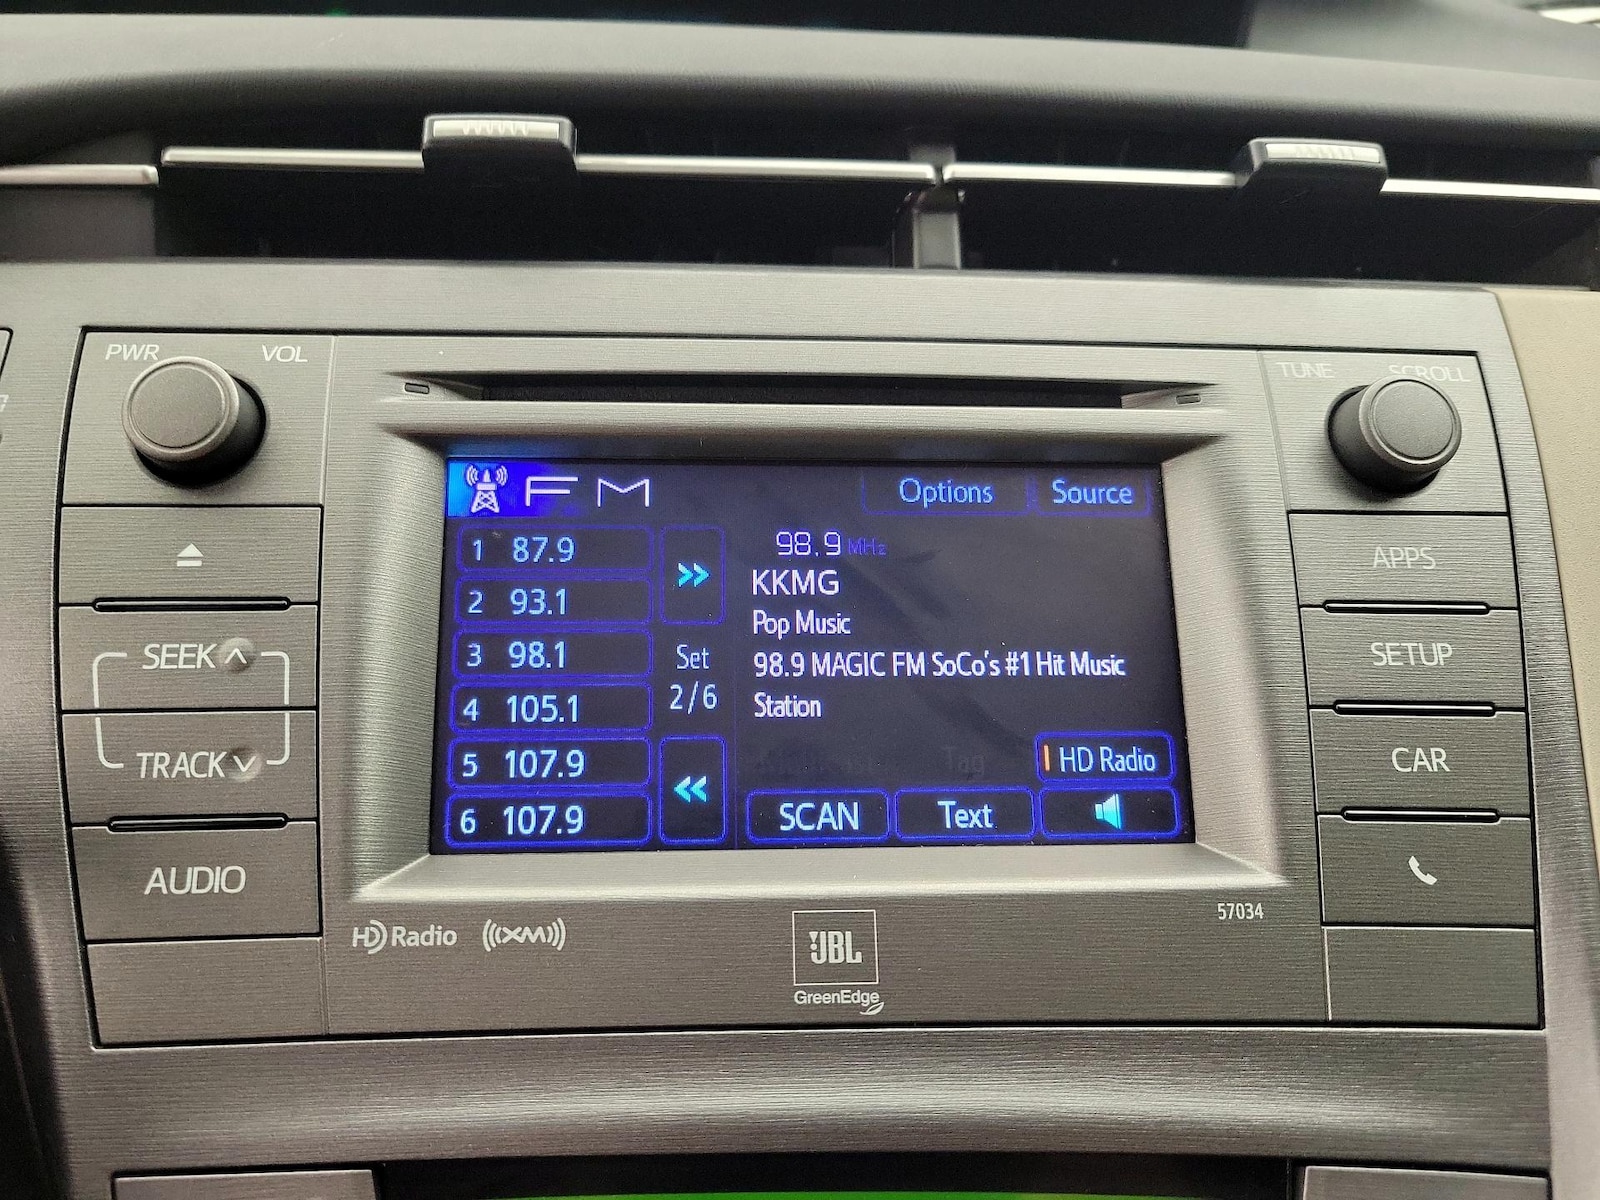 PWR VOL
TUNE SCROLL
FM
Options
Source
1 87.9
2 93.1
3 98.1
4 105.1
5 107.9
6 107.9
Set
2/6
98.9 MHz
KKMG
Pop Music
98.9 MAGIC FM SoCo's #1 Hit Music
Station
Tag
HD Radio
SCAN
Text
SEEK
TRACK
AUDIO
APPS
SETUP
CAR
HD Radio
((XM))
JBL
GreenEdge
57034